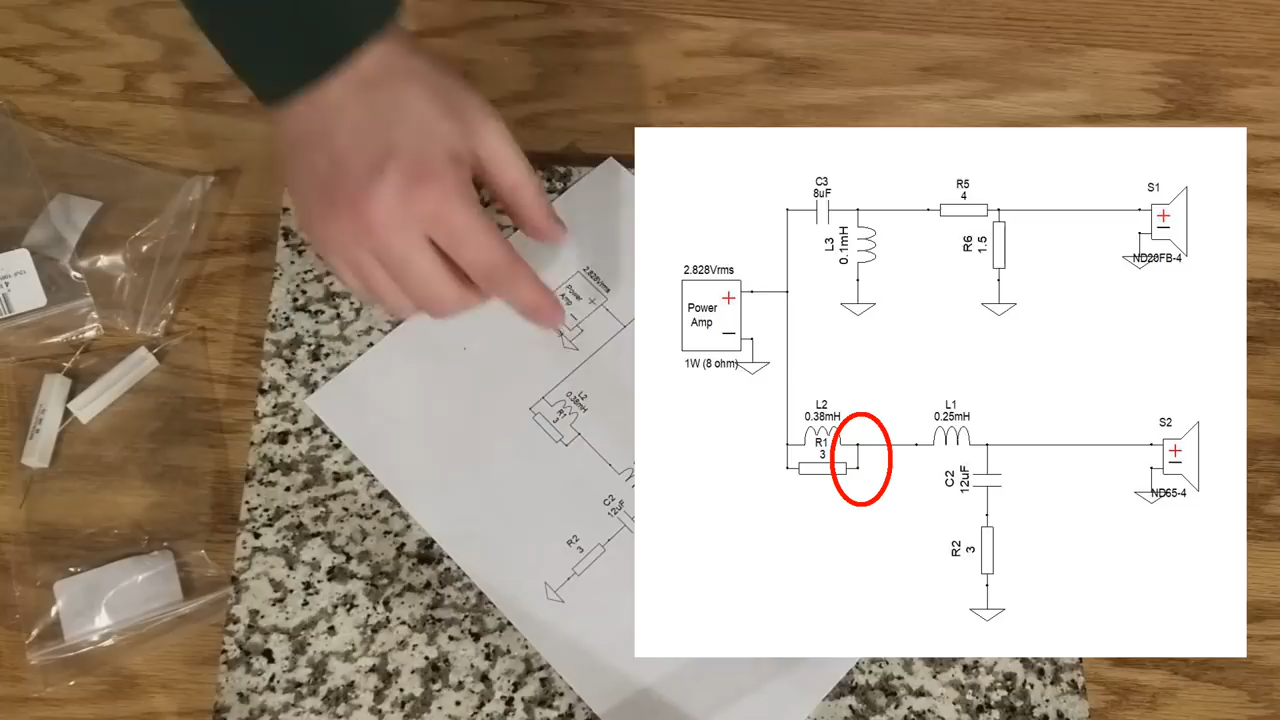 C3
8uF
L3
0.1mH
R5
4
R6
1.5
S1
+
−
ND20FB-4
2.828Vrms
Power
Amp
+
−
1W (8 ohm)
L2
0.38mH
R1
3
L1
0.25mH
C2
12uF
R2
3
S2
+
−
ND65-4
2.828Vrms
Power
Amp
+
−
L2
0.38mH
R1
3
C2
12uF
R2
3